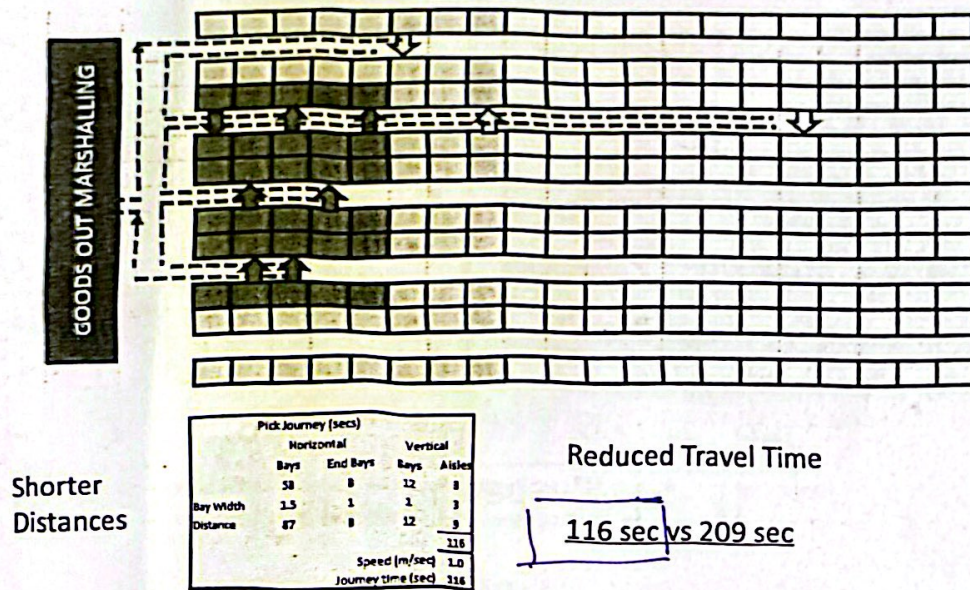 GOODS OUT MARSHALLING
Pick Journey (secs)
Horizontal Vertical
Bays End Bays Bays Aisles
58 8 12 3
Bay Width 1.5 1 1 3
Distance 87 8 12 9
116
Speed (m/sec) 1.0
Journey time (sec) 116
Shorter
Distances
Reduced Travel Time
116 sec vs 209 sec